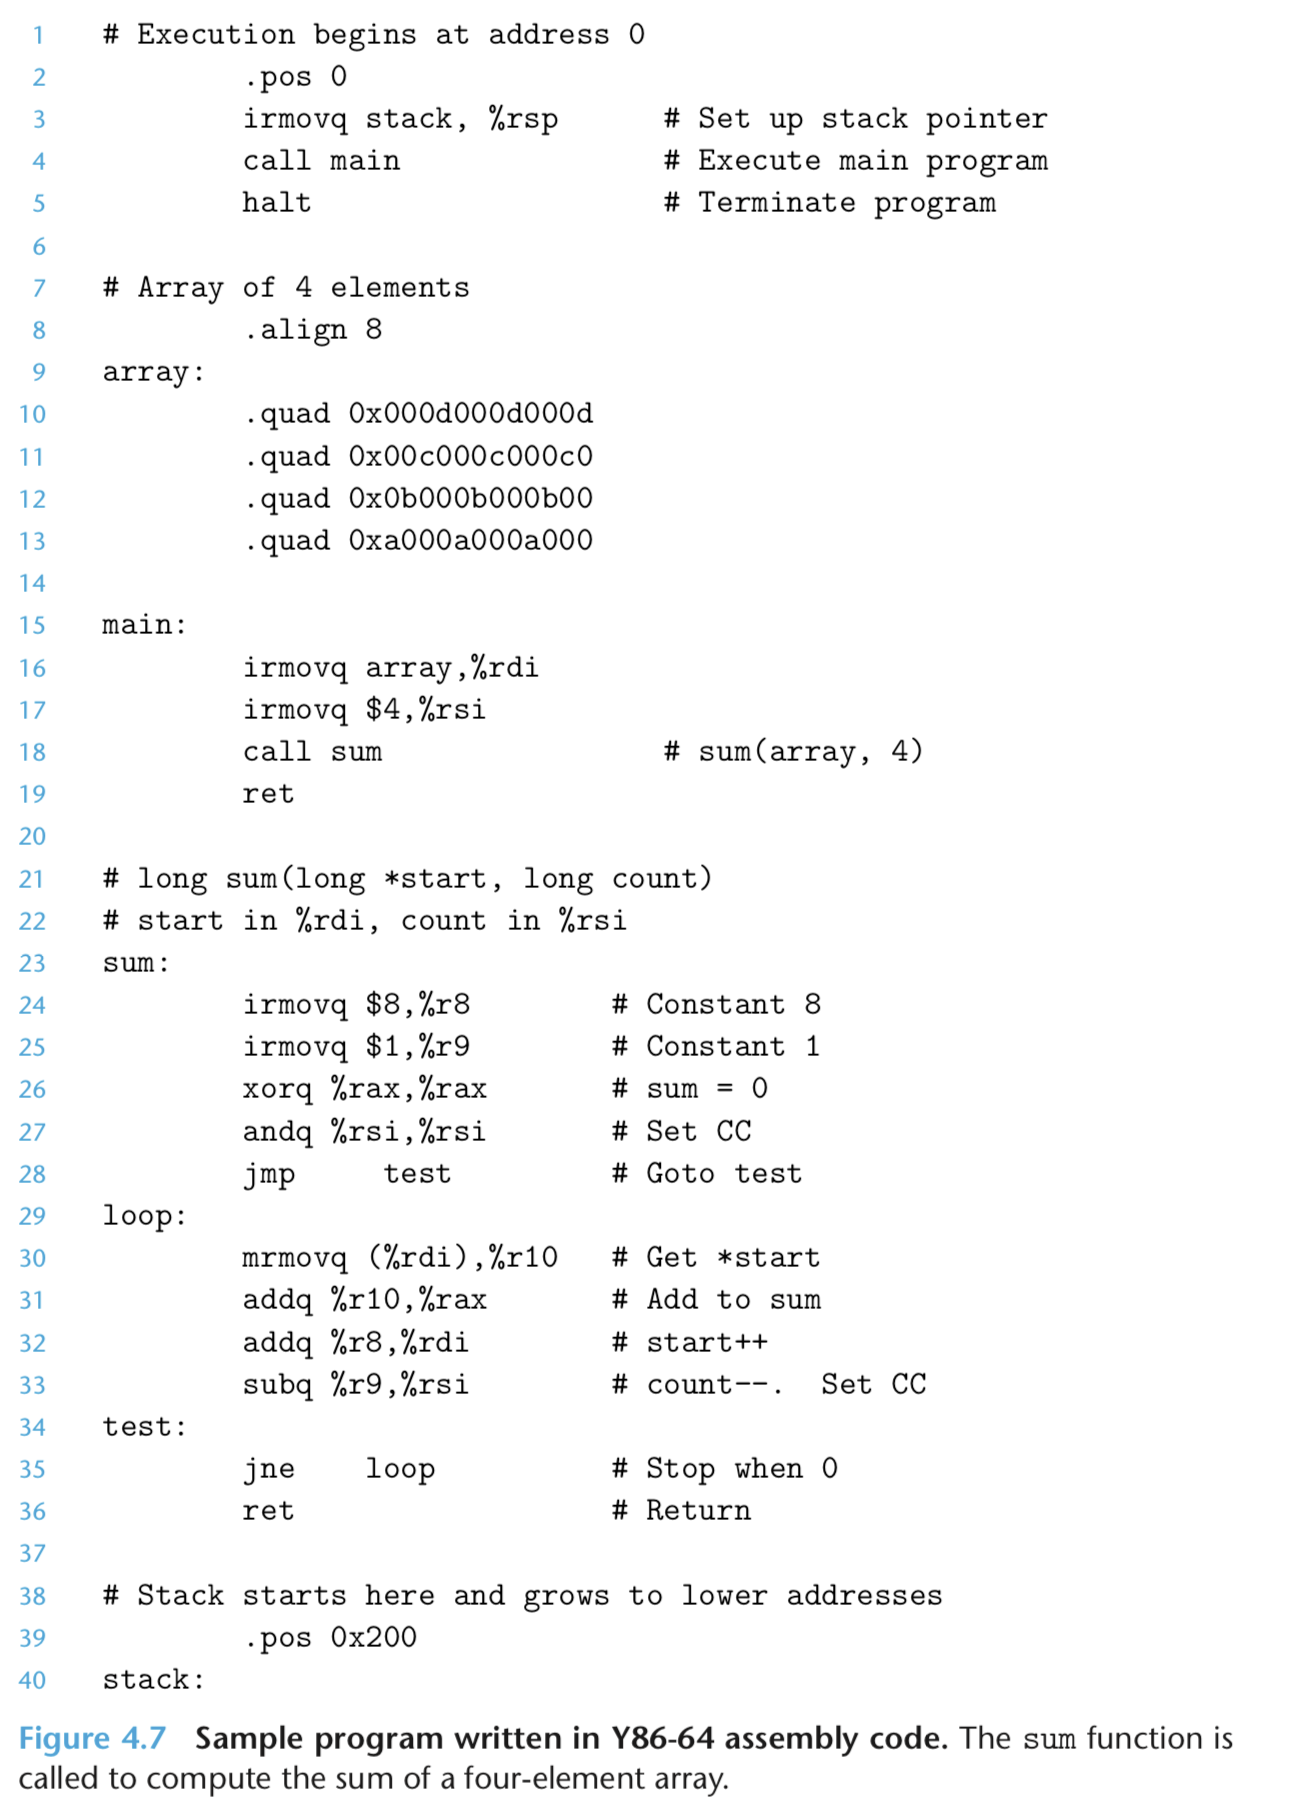 1 # Execution begins at address 0
2 .pos 0
3 irmovq stack, %rsp # Set up stack pointer
4 call main # Execute main program
5 halt # Terminate program
6
7 # Array of 4 elements
8 .align 8
9 array:
10 .quad 0x000d000d000d
11 .quad 0x00c000c000c0
12 .quad 0x0b000b000b00
13 .quad 0xa000a000a000
14
15 main:
16 irmovq array,%rdi
17 irmovq $4,%rsi
18 call sum # sum(array, 4)
19 ret
20
21 # long sum(long *start, long count)
22 # start in %rdi, count in %rsi
23 sum:
24 irmovq $8,%r8 # Constant 8
25 irmovq $1,%r9 # Constant 1
26 xorq %rax,%rax # sum = 0
27 andq %rsi,%rsi # Set CC
28 jmp test # Goto test
29 loop:
30 mrmovq (%rdi),%r10 # Get *start
31 addq %r10,%rax # Add to sum
32 addq %r8,%rdi # start++
33 subq %r9,%rsi # count--. Set CC
34 test:
35 jne loop # Stop when 0
36 ret # Return
37
38 # Stack starts here and grows to lower addresses
39 .pos 0x200
40 stack:
Figure 4.7 Sample program written in Y86-64 assembly code. The sum function is
called to compute the sum of a four-element array.